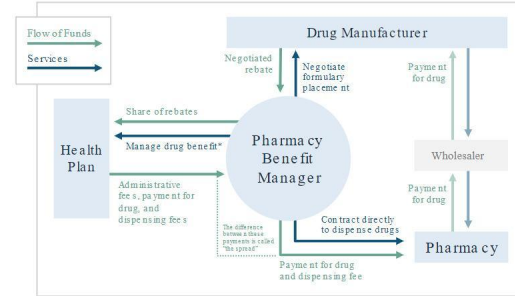 Flow of Funds
Services
Drug Manufacturer
Negotiated
rebate
Negotiate
formulary
placement
Payment
for drug
Share of rebates
Manage drug benefit*
Health
Plan
Pharmacy
Benefit
Manager
Wholesaler
Administrative
fees, payment for
drug, and
dispensing fees
Payment
for drug
The difference
between these
payments is called
"the spread"
Contract directly
to dispense drugs
Payment for drug
and dispensing fee
Pharmacy